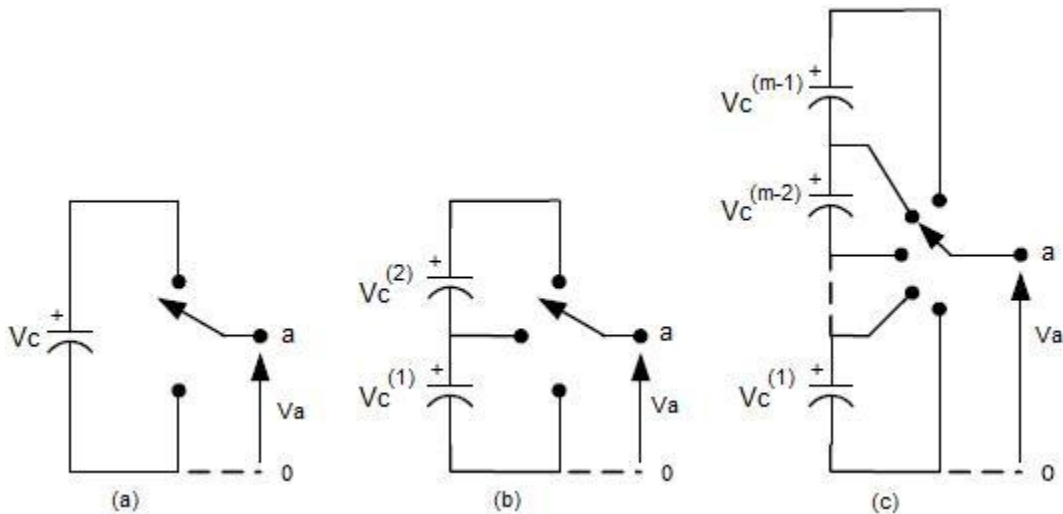 +
Vc
a
Va
0
(a)
+
Vc(2)
+
Vc(1)
a
Va
0
(b)
+
Vc(m-1)
+
Vc(m-2)
+
Vc(1)
a
Va
0
(c)